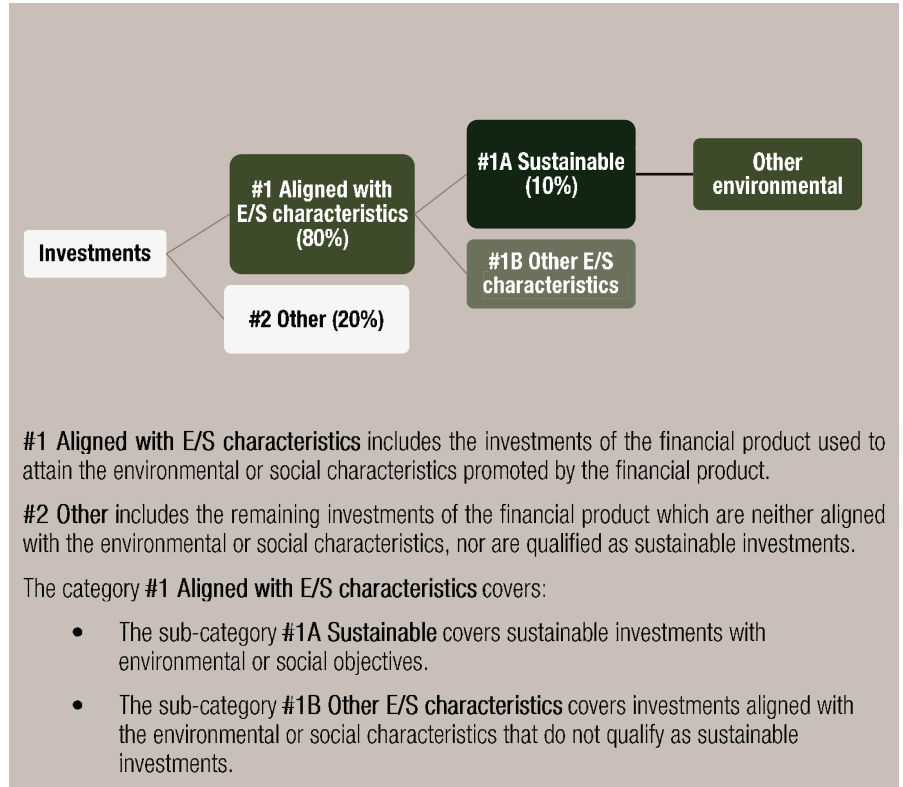 #1A Sustainable
(10%)
Other
environmental
#1 Aligned with
E/S characteristics
(80%)
Investments
#1B Other E/S
characteristics
#2 Other (20%)
#1 Aligned with E/S characteristics includes the investments of the financial product used to
attain the environmental or social characteristics promoted by the financial product.
#2 Other includes the remaining investments of the financial product which are neither aligned
with the environmental or social characteristics, nor are qualified as sustainable investments.
The category #1 Aligned with E/S characteristics covers:
• The sub-category #1A Sustainable covers sustainable investments with
environmental or social objectives.
• The sub-category #1B Other E/S characteristics covers investments aligned with
the environmental or social characteristics that do not qualify as sustainable
investments.